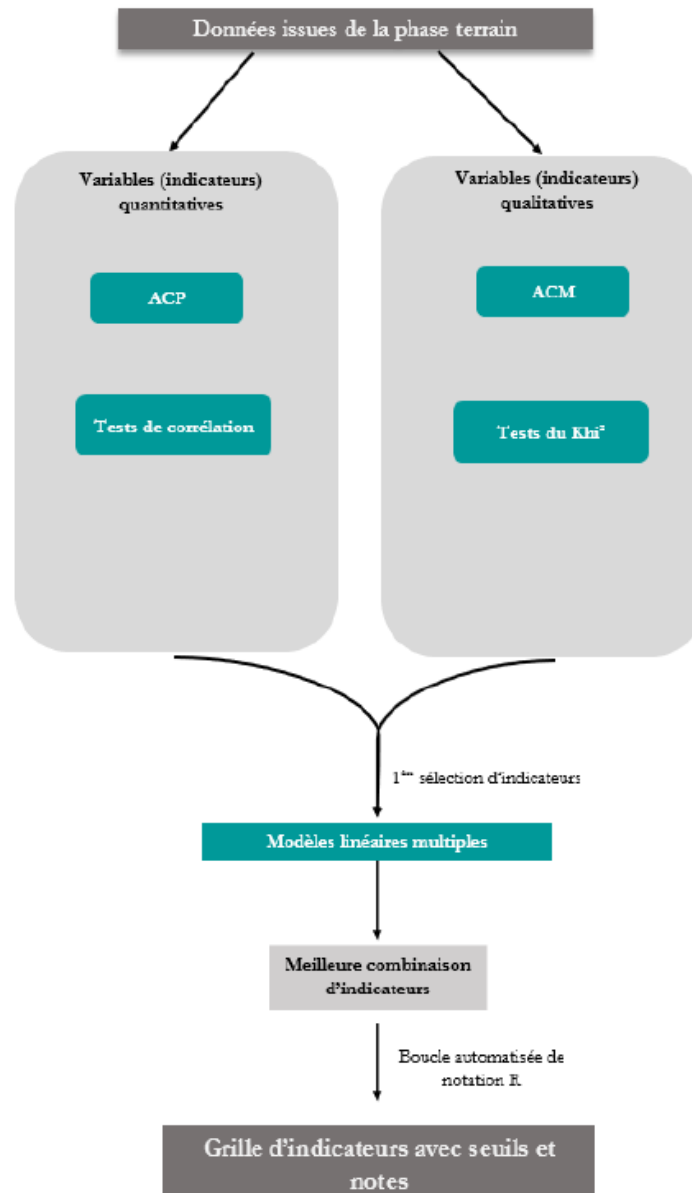 Données issues de la phase terrain
Variables (indicateurs)
quantitatives
ACP
Tests de corrélation
Variables (indicateurs)
qualitatives
ACM
Tests du Khi²
1ère sélection d'indicateurs
Modèles linéaires multiples
Meilleure combinaison
d'indicateurs
Boucle automatisée de
notation R
Grille d'indicateurs avec seuils et
notes